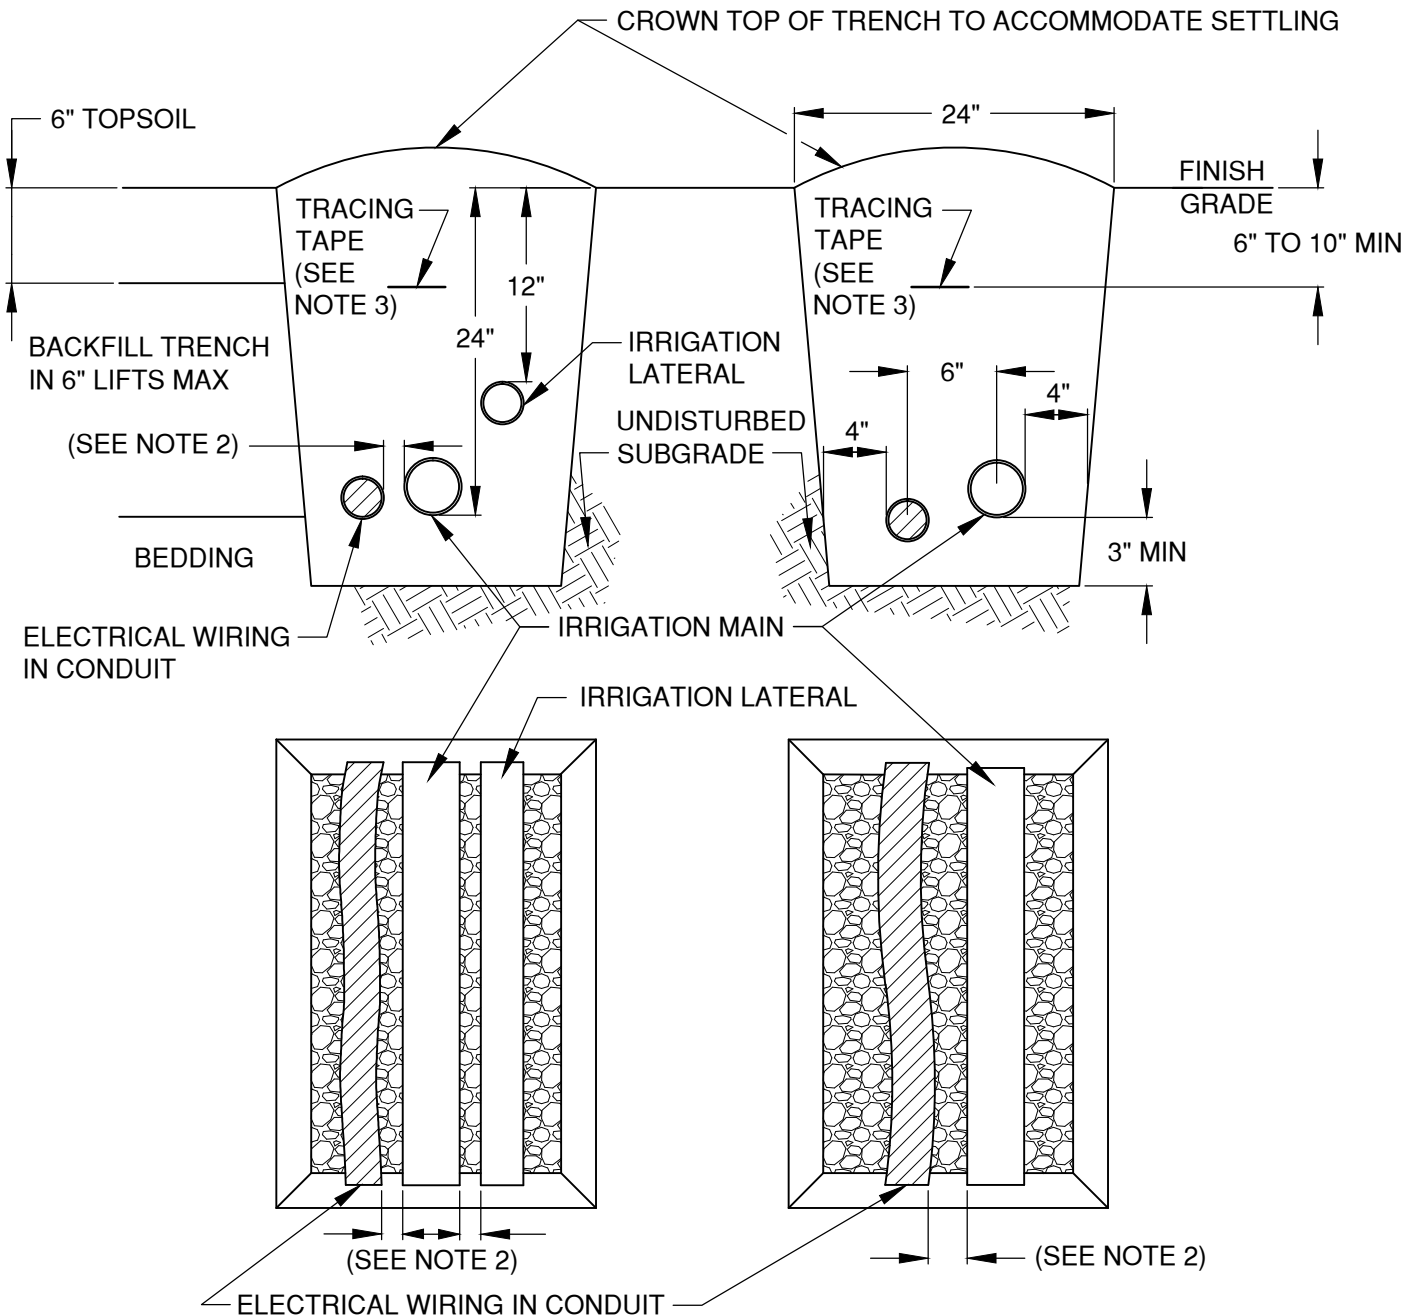 CROWN TOP OF TRENCH TO ACCOMMODATE SETTLING
6" TOPSOIL
24"
FINISH
GRADE
TRACING
TAPE
(SEE
NOTE 3)
12"
24"
TRACING
TAPE
(SEE
NOTE 3)
6" TO 10" MIN
BACKFILL TRENCH
IN 6" LIFTS MAX
IRRIGATION
LATERAL
6"
4"
(SEE NOTE 2)
UNDISTURBED
SUBGRADE
4"
BEDDING
3" MIN
ELECTRICAL WIRING
IN CONDUIT
IRRIGATION MAIN
IRRIGATION LATERAL
(SEE NOTE 2)
(SEE NOTE 2)
ELECTRICAL WIRING IN CONDUIT